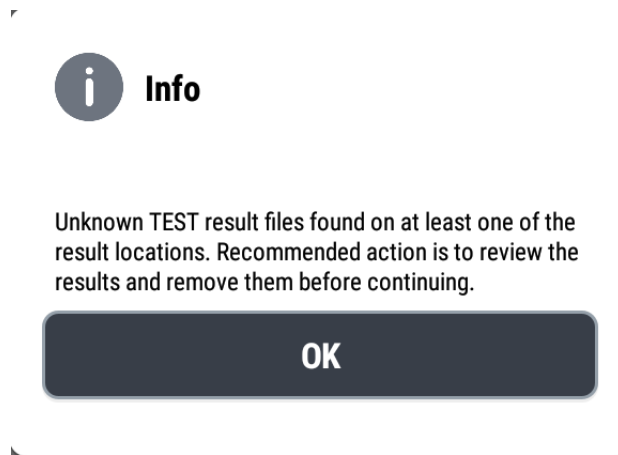 Info
Unknown TEST result files found on at least one of the
result locations. Recommended action is to review the
results and remove them before continuing.
OK